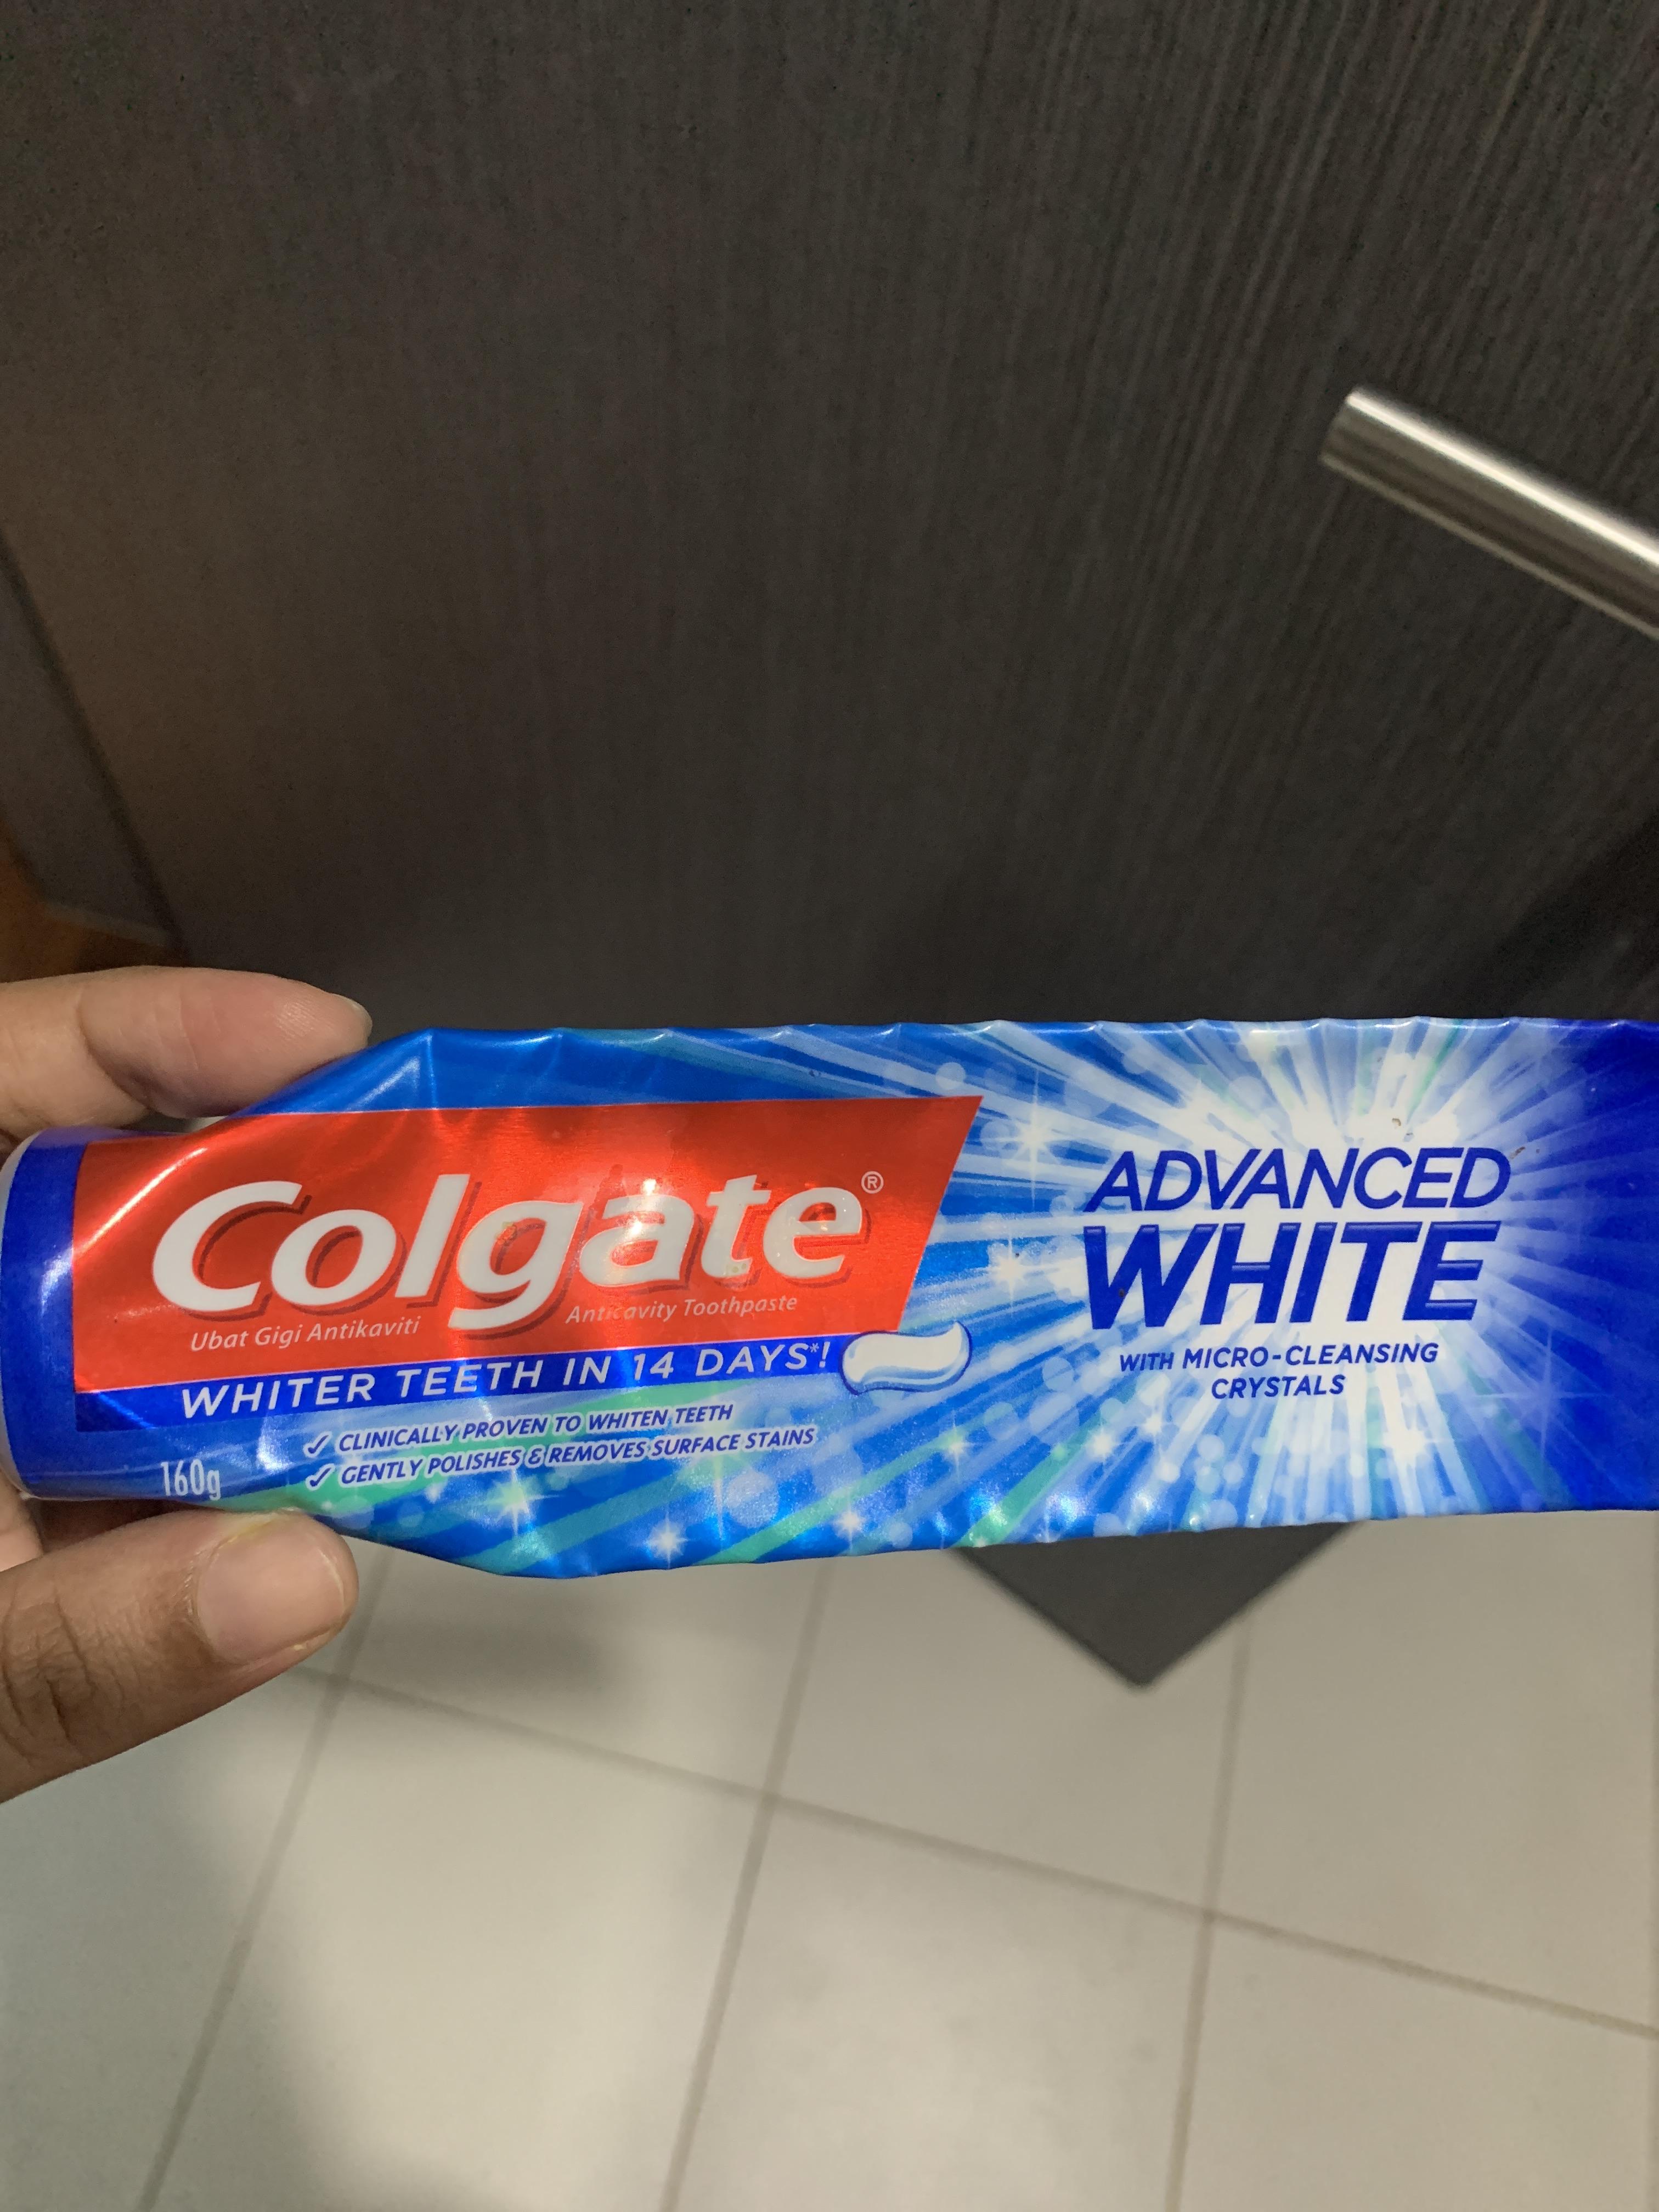 Colgate®
Ubat Gigi Antikaviti Anticavity Toothpaste
WHITER TEETH IN 14 DAYS*!
✓ CLINICALLY PROVEN TO WHITEN TEETH
✓ GENTLY POLISHES & REMOVES SURFACE STAINS
160g
ADVANCED
WHITE
WITH MICRO-CLEANSING
CRYSTALS